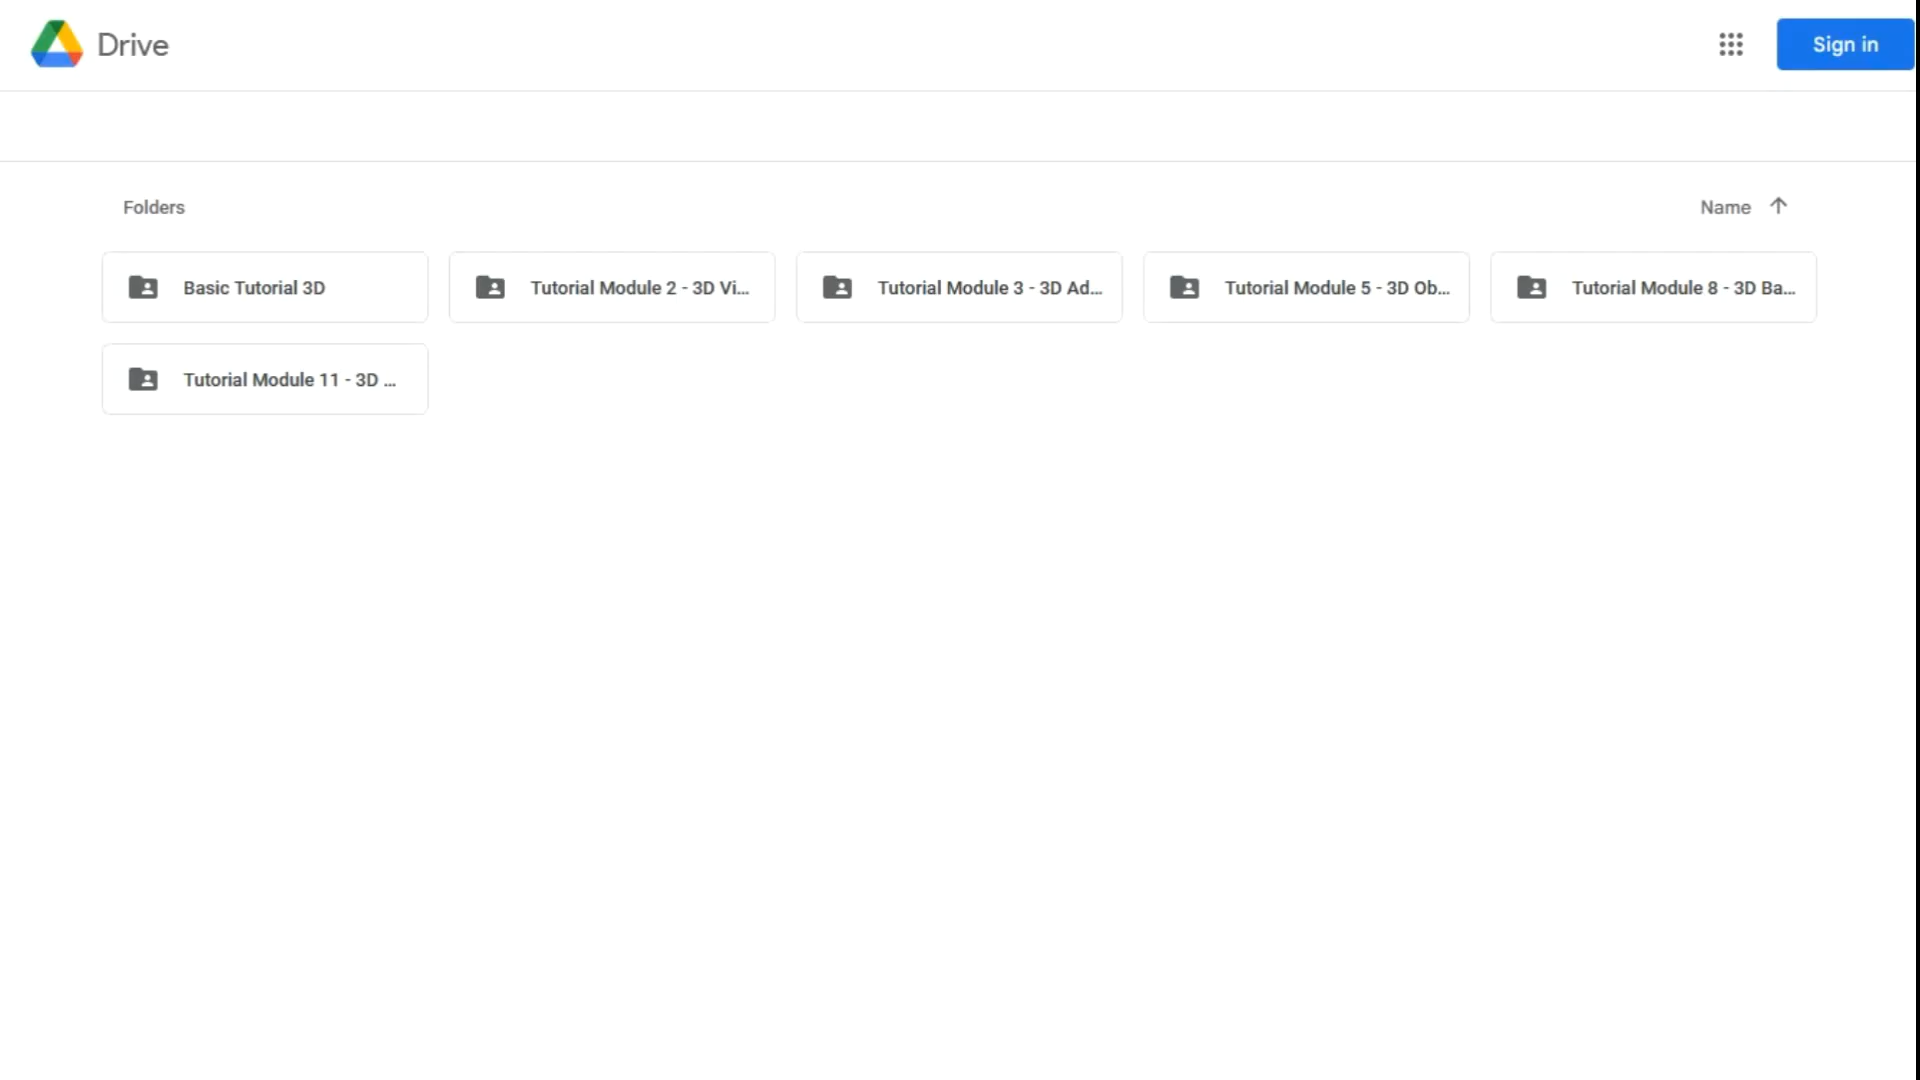 Drive
Sign in
Folders
Name
Basic Tutorial 3D
Tutorial Module 2 - 3D Vi...
Tutorial Module 3 - 3D Ad...
Tutorial Module 5 - 3D Ob...
Tutorial Module 8 - 3D Ba...
Tutorial Module 11 - 3D ...